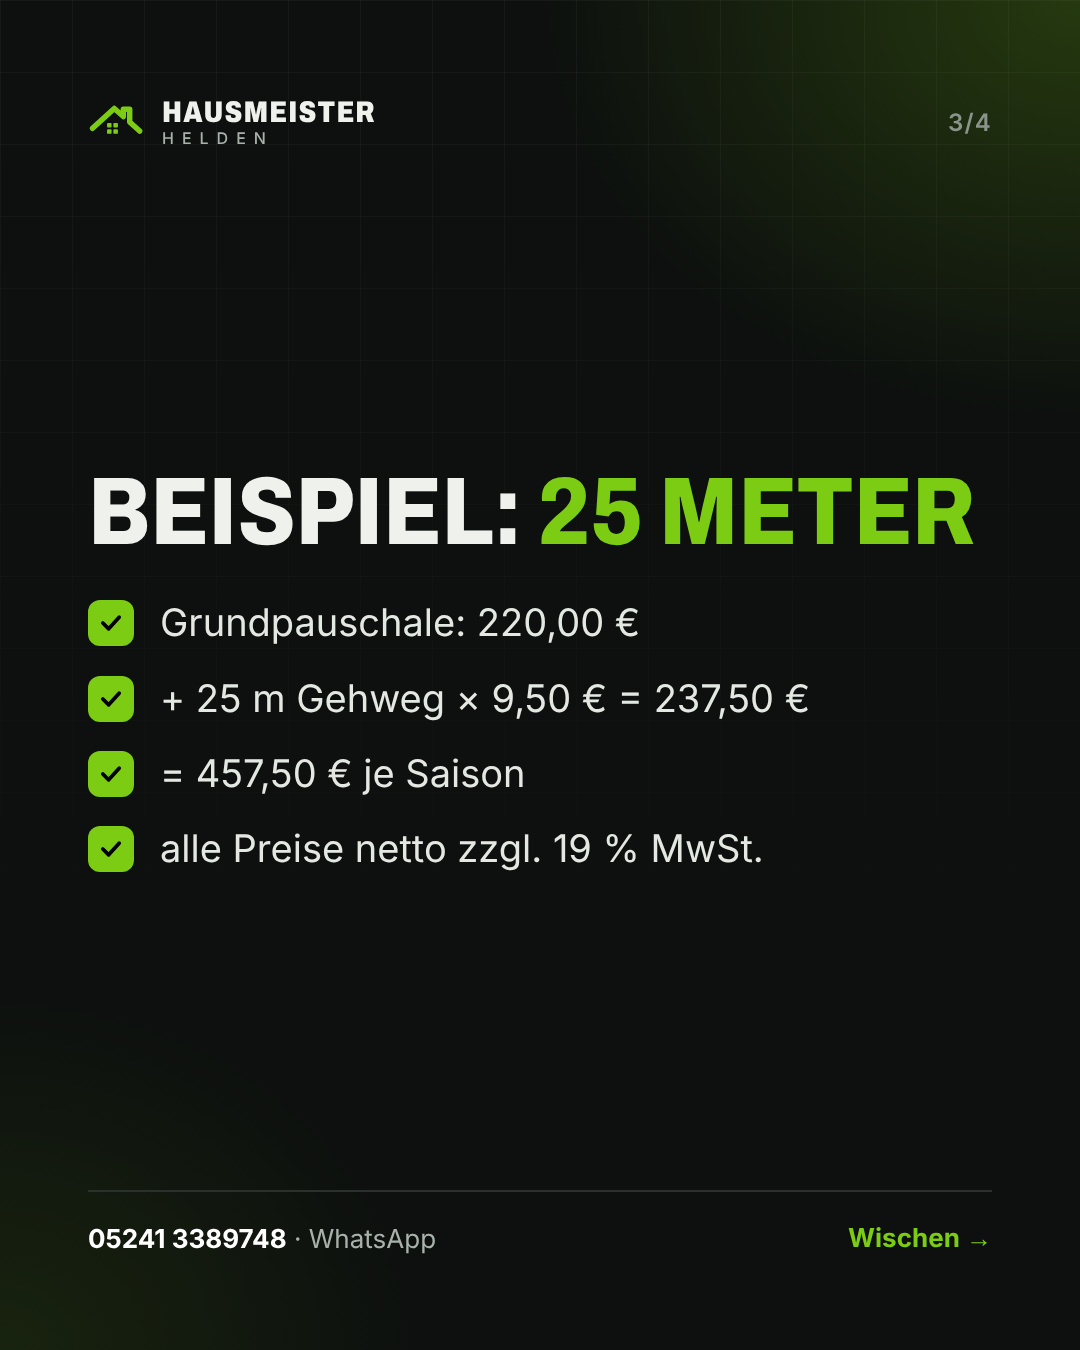 HAUSMEISTER
HELDEN
3/4
BEISPIEL: 25 METER
Grundpauschale: 220,00 €
+ 25 m Gehweg × 9,50 € = 237,50 €
= 457,50 € je Saison
alle Preise netto zzgl. 19 % MwSt.
05241 3389748 · WhatsApp
Wischen →